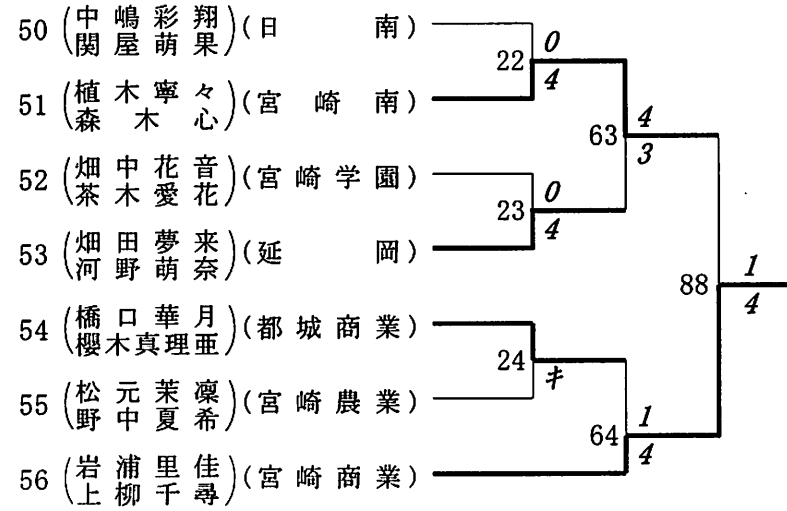 50 (中嶋彩翔 (日南)
関屋萌果)
0
22
4
51 (植木寧々 (宮崎南)
森木心)
4
63
3
52 (畑中花音 (宮崎学園)
茶木愛花)
0
23
4
53 (畑田夢来 (延岡)
河野萌奈)
1
88
4
54 (橋口華月 (都城商業)
櫻木真理亜)
24
キ
55 (松元茉凜 (宮崎農業)
野中夏希)
1
64
4
56 (岩浦里佳 (宮崎商業)
上柳千尋)